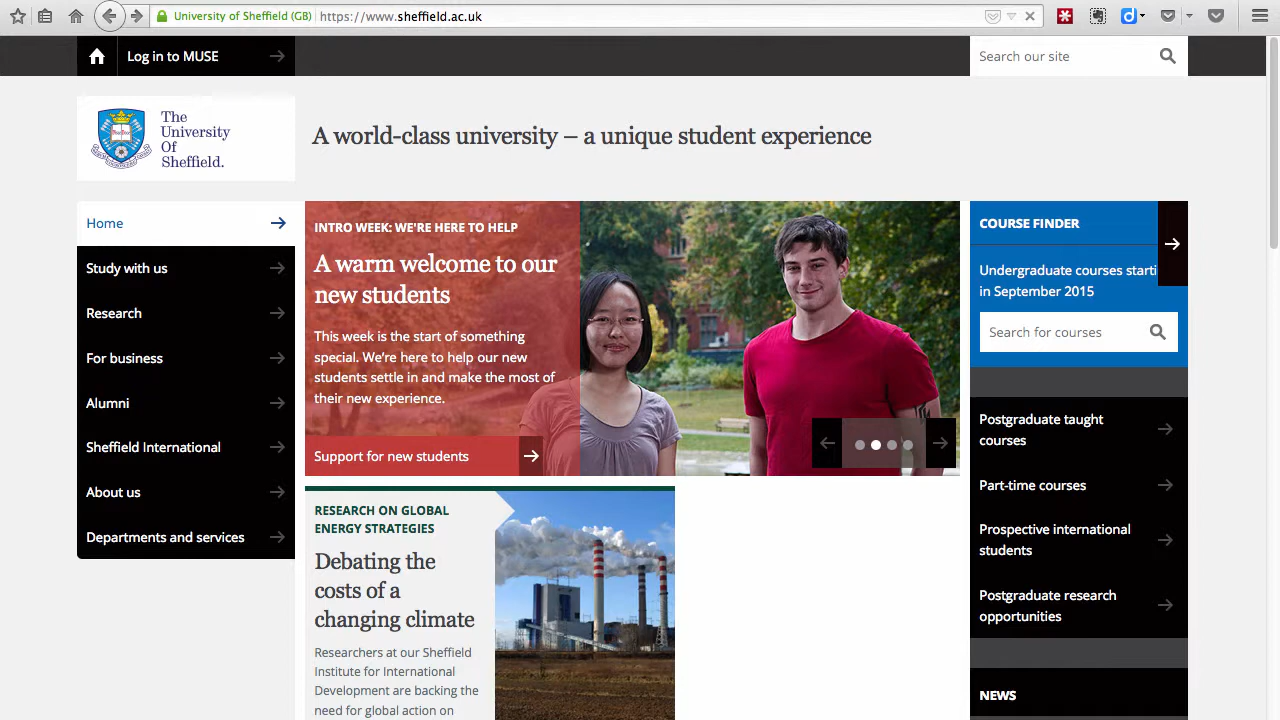 University of Sheffield (GB)
https://www.sheffield.ac.uk
Log in to MUSE
Search our site
The
University
Of
Sheffield.
A world-class university – a unique student experience
Home
Study with us
Research
For business
Alumni
Sheffield International
About us
Departments and services
INTRO WEEK: WE'RE HERE TO HELP
A warm welcome to our
new students
This week is the start of something
special. We’re here to help our new
students settle in and make the most of
their new experience.
Support for new students
RESEARCH ON GLOBAL
ENERGY STRATEGIES
Debating the
costs of a
changing climate
Researchers at our Sheffield
Institute for International
Development are backing the
need for global action on
COURSE FINDER
Undergraduate courses starti
in September 2015
Search for courses
Postgraduate taught
courses
Part-time courses
Prospective international
students
Postgraduate research
opportunities
NEWS